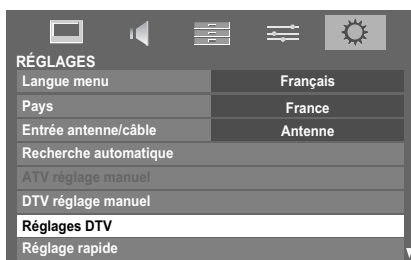 RÉGLAGES
Langue menu Français
Pays France
Entrée antenne/câble Antenne
Recherche automatique
ATV réglage manuel
DTV réglage manuel
Réglages DTV
Réglage rapide